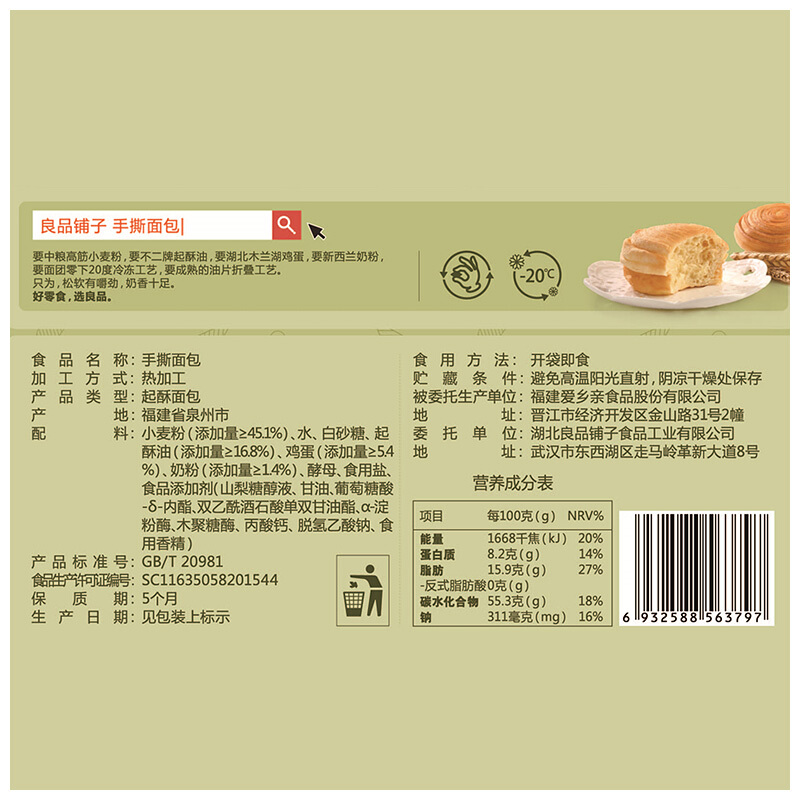 良品铺子 手撕面包
要中粮高筋小麦粉，要不二牌起酥油，要湖北木兰湖鸡蛋，要新西兰奶粉，
要面团零下20度冷冻工艺，要成熟的油片折叠工艺。
只为，松软有嚼劲，奶香十足。
好零食，选良品。
-20℃
食品名称：手撕面包
加工方式：热加工
产品类型：起酥面包
产地：福建省泉州市
配料：小麦粉（添加量≥45.1%）、水、白砂糖、起
酥油（添加量≥16.8%）、鸡蛋（添加量≥5.4
%）、奶粉（添加量≥1.4%）、酵母、食用盐、
食品添加剂（山梨糖醇液、甘油、葡萄糖酸
-δ-内酯、双乙酰酒石酸单双甘油酯、α-淀
粉酶、木聚糖酶、丙酸钙、脱氢乙酸钠、食
用香精）
产品标准号：GB/T 20981
食品生产许可证编号：SC11635058201544
保质期：5个月
生产日期：见包装上标示
食用方法：开袋即食
贮藏条件：避免高温阳光直射，阴凉干燥处保存
被委托生产单位：福建爱乡亲食品股份有限公司
地址：晋江市经济开发区金山路31号2幢
委托单位：湖北良品铺子食品工业有限公司
地址：武汉市东西湖区走马岭革新大道8号
营养成分表
项目 每100克(g) NRV%
能量 1668千焦(kJ) 20%
蛋白质 8.2克(g) 14%
脂肪 15.9克(g) 27%
-反式脂肪酸0克(g)
碳水化合物 55.3克(g) 18%
钠 311毫克(mg) 16%
6 932588 563797